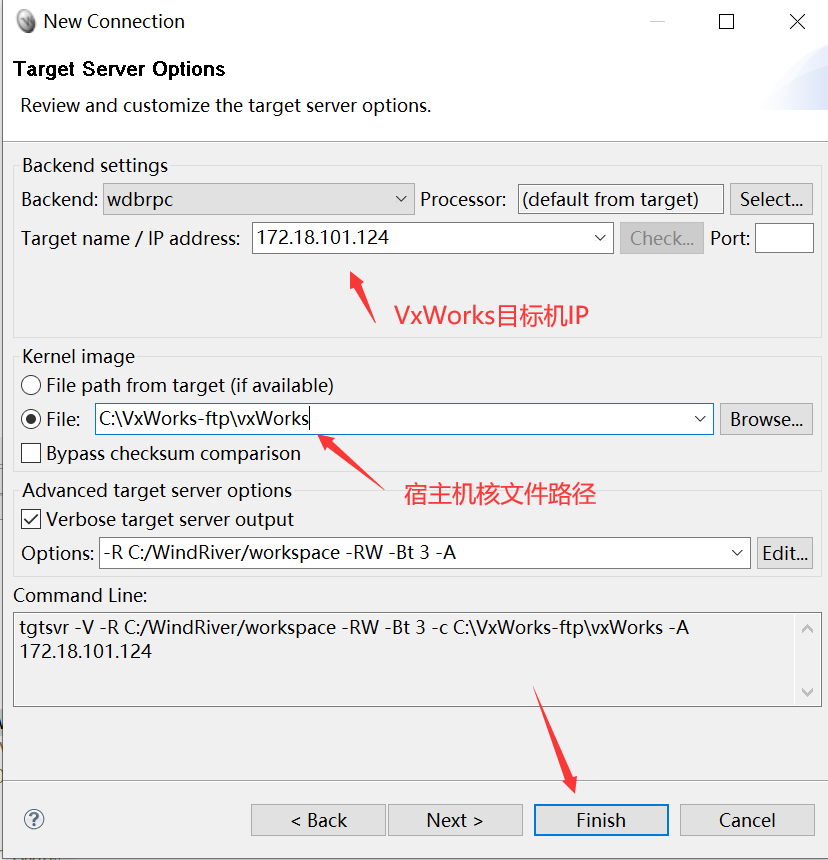 New Connection
Target Server Options
Review and customize the target server options.
Backend settings
Backend: wdbrpc Processor: (default from target) Select...
Target name / IP address: 172.18.101.124 Check... Port:
VxWorks目标机IP
Kernel image
File path from target (if available)
File: C:\VxWorks-ftp\vxWorks Browse...
Bypass checksum comparison
宿主机核文件路径
Advanced target server options
Verbose target server output
Options: -R C:/WindRiver/workspace -RW -Bt 3 -A Edit...
Command Line:
tgtsvr -V -R C:/WindRiver/workspace -RW -Bt 3 -c C:\VxWorks-ftp\vxWorks -A
172.18.101.124
? < Back Next > Finish Cancel